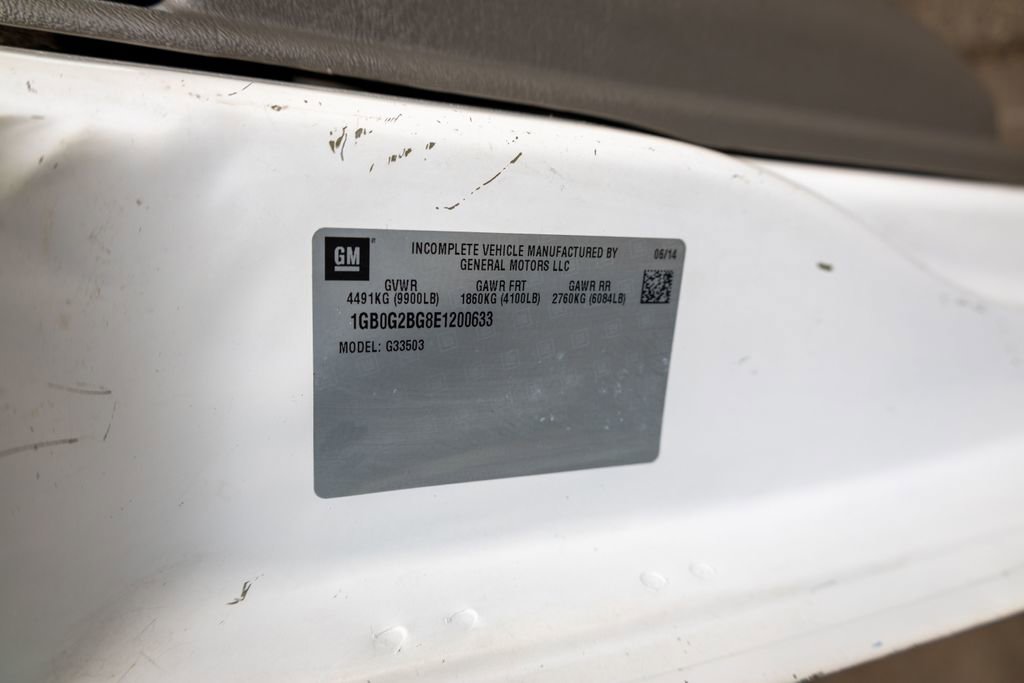 GM
INCOMPLETE VEHICLE MANUFACTURED BY
GENERAL MOTORS LLC
06/14
GVWR GAWR FRT GAWR RR
4491KG (9900LB) 1860KG (4100LB) 2760KG (6084LB)
1GB0G2BG8E1200633
MODEL: G33503